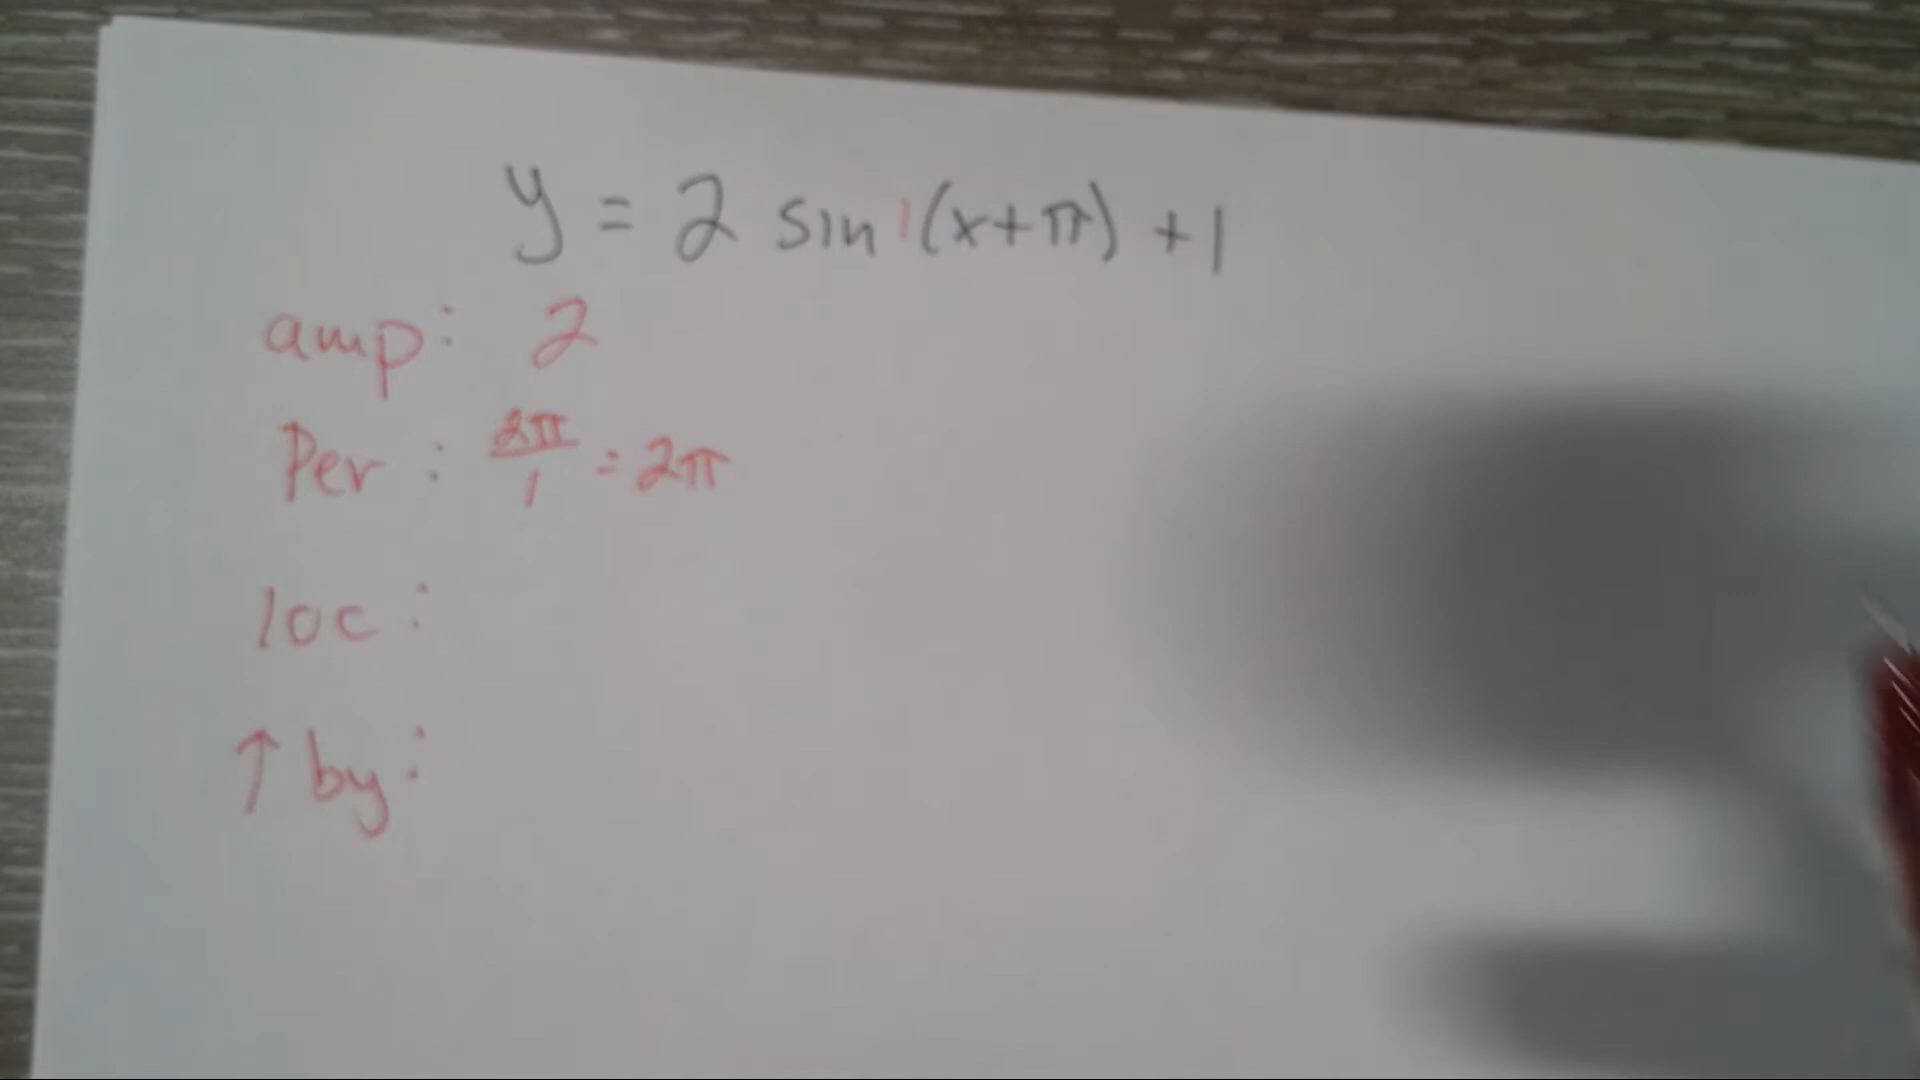 y = 2 sin 1(x+π) +1
amp: 2
Per: 2π/1 = 2π
loc:
↑ by: